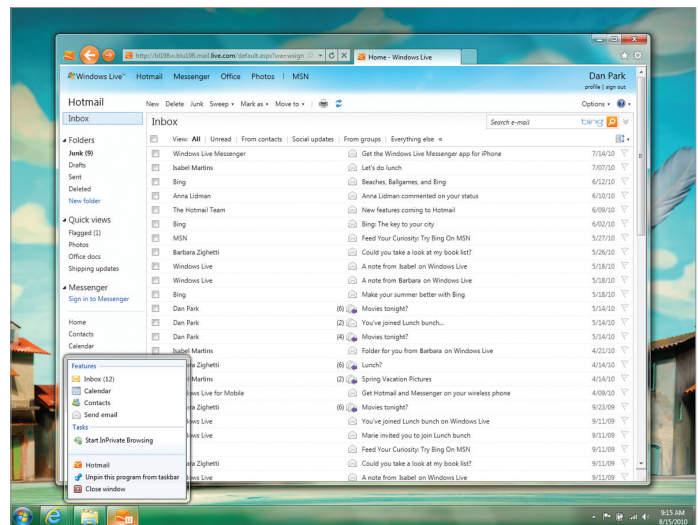 http://bl198w.blu198.mail.live.com/default.aspx?wa=wsign
Home - Windows Live
Windows Live Hotmail Messenger Office Photos | MSN Dan Park
profile | sign out
Hotmail New Delete Junk Sweep Mark as Move to Options
Inbox
Inbox Search e-mail bing
View: All Unread From contacts Social updates From groups Everything else
Folders
Junk (9)
Drafts
Sent
Deleted
New folder
Quick views
Flagged (1)
Photos
Office docs
Shipping updates
Messenger
Sign in to Messenger
Home
Contacts
Calendar
Windows Live Messenger Get the Windows Live Messenger app for iPhone 7/14/10
Isabel Martins Let's do lunch 7/07/10
Bing Beaches, Ballgames, and Bing 6/12/10
Anna Lidman Anna Lidman commented on your status 6/10/10
The Hotmail Team New features coming to Hotmail 6/09/10
Bing Bing: The key to your city 6/02/10
MSN Feed Your Curiosity: Try Bing On MSN 5/27/10
Barbara Zighetti Could you take a look at my book list? 5/26/10
Windows Live A note from Isabel on Windows Live 5/18/10
Windows Live A note from Barbara on Windows Live 5/18/10
Bing Make your summer better with Bing 5/18/10
Dan Park (6) Movies tonight? 5/14/10
Dan Park (2) You've joined Lunch bunch... 5/14/10
Dan Park (4) Movies tonight? 5/14/10
Isabel Martins Folder for you from Barbara on Windows Live 4/21/10
ra Zighetti (6) Lunch? 4/14/10
Martins (2) Spring Vacation Pictures 4/14/10
ows Live for Mobile Get Hotmail and Messenger on your wireless phone 4/09/10
ra Zighetti (6) Movies tonight? 9/23/09
ows Live You've joined Lunch bunch on Windows Live 9/11/09
ows Live Marie invited you to join Lunch bunch 9/11/09
Feed Your Curiosity: Try Bing On MSN 9/11/09
ra Zighetti Could you take a look at my book list? 9/11/09
ows Live A note from Isabel on Windows Live 9/11/09
Features
Inbox (12)
Calendar
Contacts
Send email
Tasks
Start InPrivate Browsing
Hotmail
Unpin this program from taskbar
Close window
9:15 AM
8/15/2010